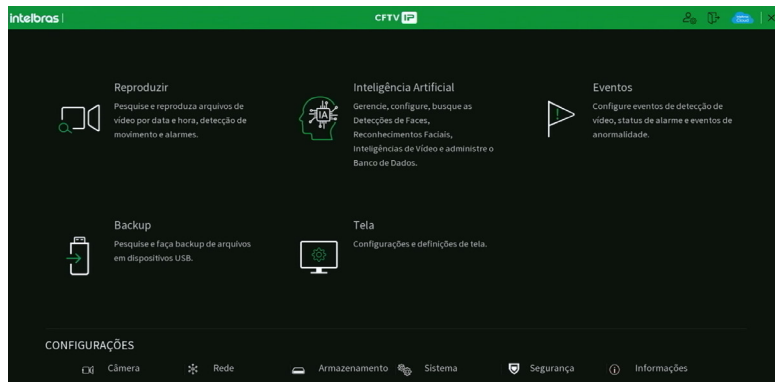 intelbras
CFTV IP
Reproduzir
Pesquise e reproduza arquivos de
vídeo por data e hora, detecção de
movimento e alarmes.
Inteligência Artificial
Gerencie, configure, busque as
Detecções de Faces,
Reconhecimentos Faciais,
Inteligências de Vídeo e administre o
Banco de Dados.
IA
Eventos
Configure eventos de detecção de
vídeo, status de alarme e eventos de
anormalidade.
Backup
Pesquise e faça backup de arquivos
em dispositivos USB.
Tela
Configurações e definições de tela.
CONFIGURAÇÕES
Câmera Rede Armazenamento Sistema Segurança Informações